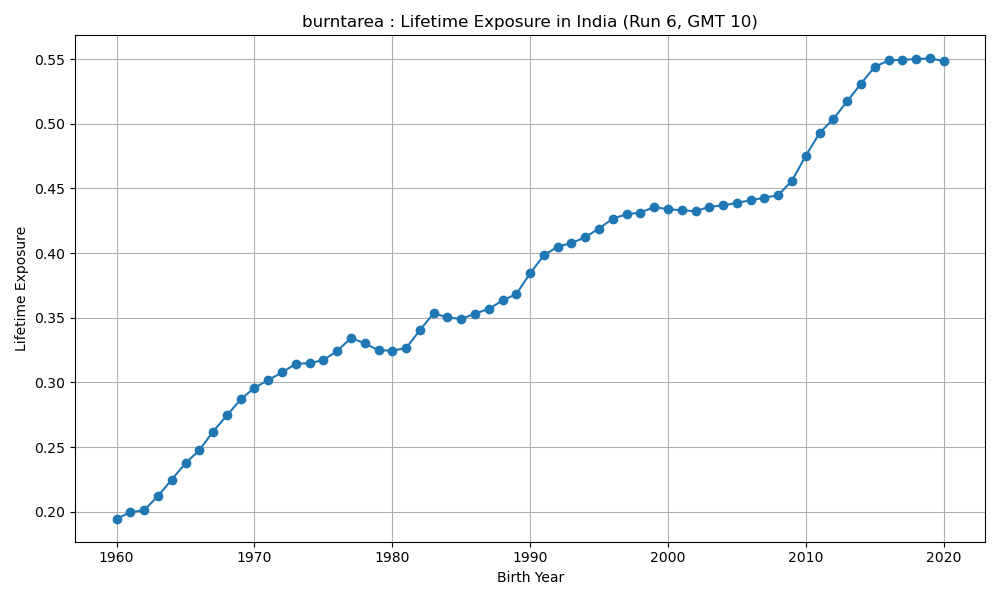 burntarea : Lifetime Exposure in India (Run 6, GMT 10)
Lifetime Exposure
0.55
0.50
0.45
0.40
0.35
0.30
0.25
0.20
1960 1970 1980 1990 2000 2010 2020
Birth Year